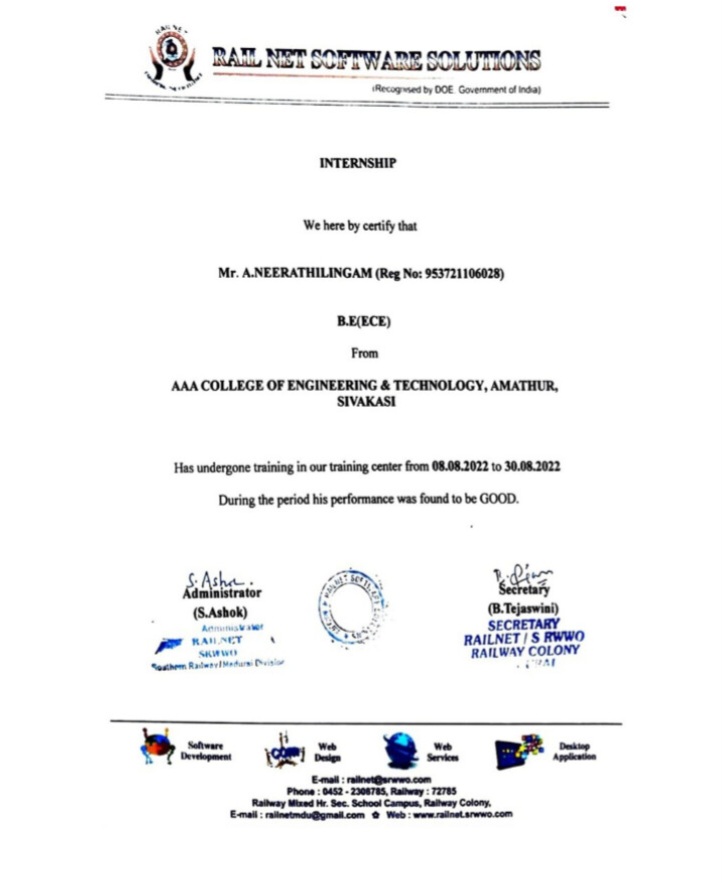 RAIL NET
RAIL NET SOFTWARE SOLUTIONS
(Recognised by DOE. Government of India)
INTERNSHIP
We here by certify that
Mr. A.NEERATHILINGAM (Reg No: 953721106028)
B.E(ECE)
From
AAA COLLEGE OF ENGINEERING & TECHNOLOGY, AMATHUR,
SIVAKASI
Has undergone training in our training center from 08.08.2022 to 30.08.2022
During the period his performance was found to be GOOD.
S. Asho.
Administrator
(S.Ashok)
Administrator
RAILNET
SRWWO
Southern Railway / Madurai Division
Secretary
(B.Tejaswini)
SECRETARY
RAILNET / S RWWO
RAILWAY COLONY
Software
Development
.COM
Web
Design
Web
Services
Desktop
Application
E-mail : railnet@srwwo.com
Phone : 0452 - 2308785, Railway : 72785
Railway Mixed Hr. Sec. School Campus, Railway Colony,
E-mail : railnetmdu@gmail.com ✿ Web : www.railnet.srwwo.com